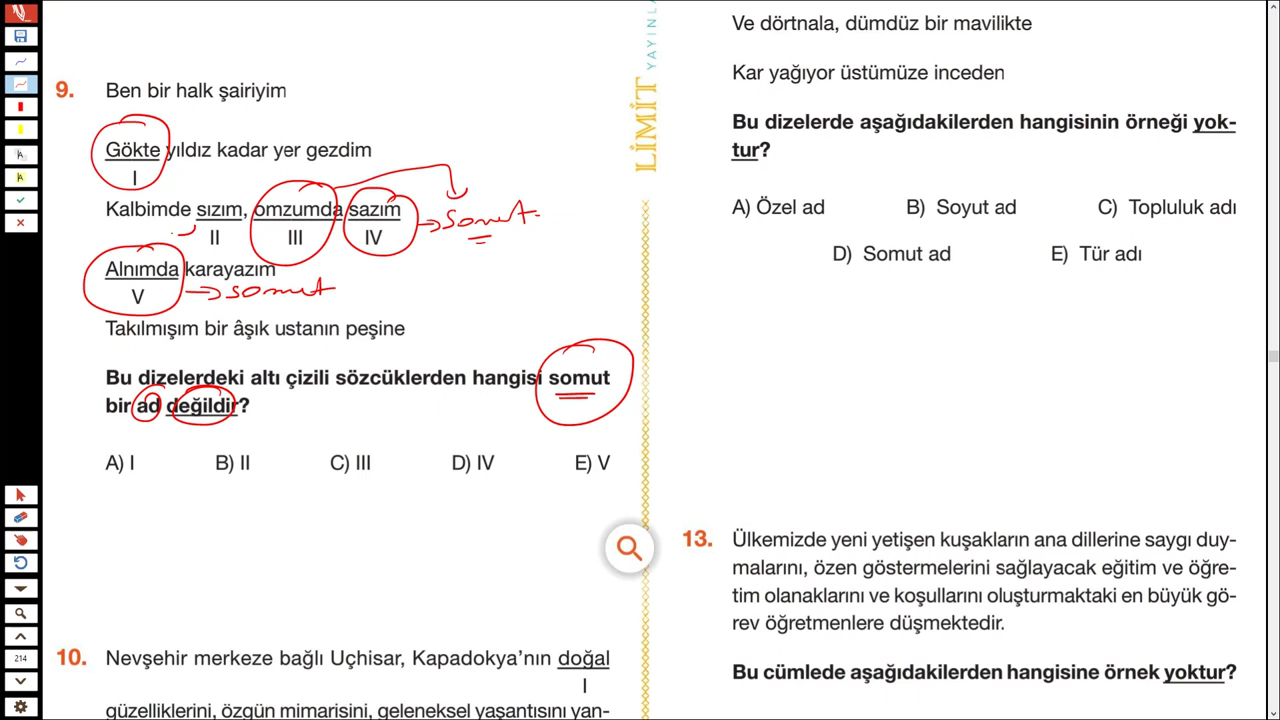 9. Ben bir halk şairiyim
Gökte yıldız kadar yer gezdim
I
Kalbimde sızım, omzumda sazım → somut
II III IV
Alnımda karayazım
V → somut
Takılmışım bir âşık ustanın peşine
Bu dizelerdeki altı çizili sözcüklerden hangisi somut
bir ad değildir?
A) I B) II C) III D) IV E) V
10. Nevşehir merkeze bağlı Uçhisar, Kapadokya’nın doğal
I
güzelliklerini, özgün mimarisini, geleneksel yaşantısını yan-
LİMİT YAYINLA
Ve dörtnala, dümdüz bir mavilikte
Kar yağıyor üstümüze inceden
Bu dizelerde aşağıdakilerden hangisinin örneği yok-
tur?
A) Özel ad B) Soyut ad C) Topluluk adı
D) Somut ad E) Tür adı
13. Ülkemizde yeni yetişen kuşakların ana dillerine saygı duy-
malarını, özen göstermelerini sağlayacak eğitim ve öğre-
tim olanaklarını ve koşullarını oluşturmaktaki en büyük gö-
rev öğretmenlere düşmektedir.
Bu cümlede aşağıdakilerden hangisine örnek yoktur?
A
A
214